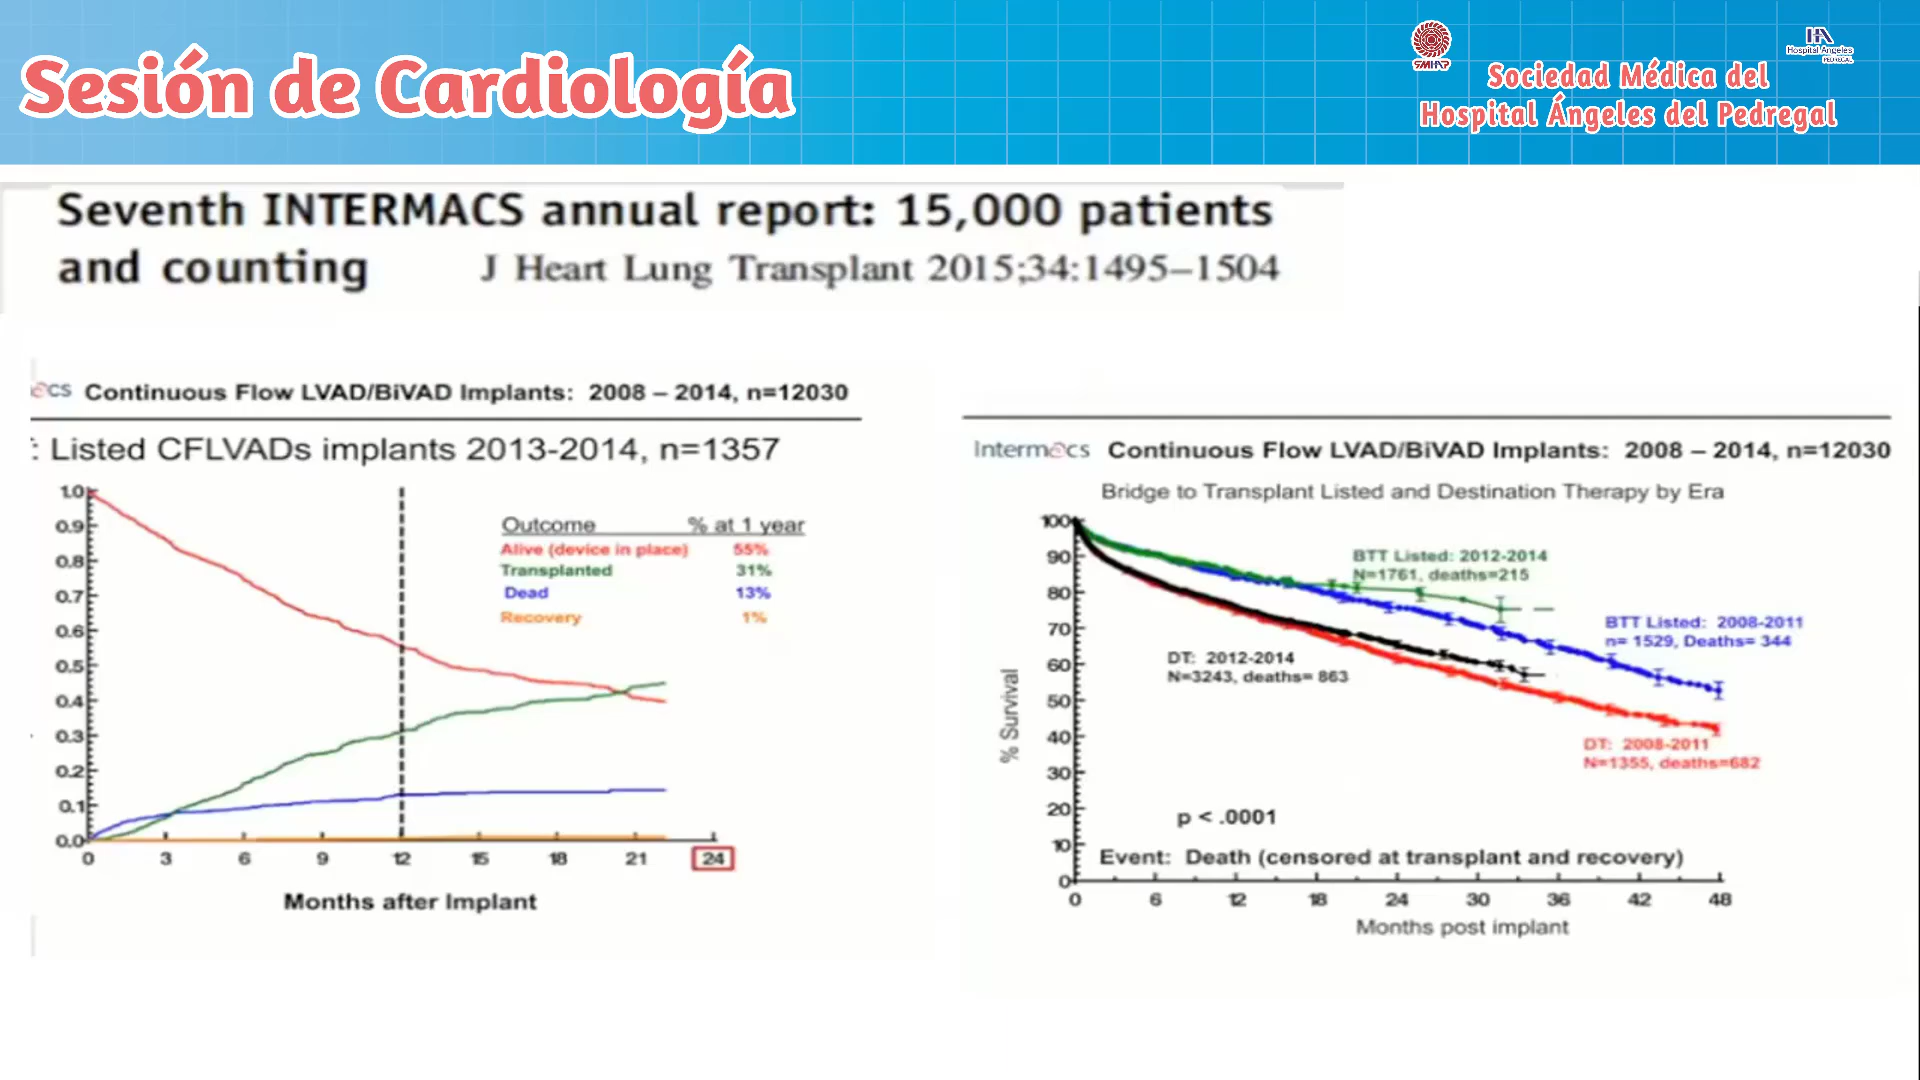 Sesión de Cardiología
SMHAP
Hospital Angeles
PEDREGAL
Sociedad Médica del
Hospital Ángeles del Pedregal
Seventh INTERMACS annual report: 15,000 patients
and counting
J Heart Lung Transplant 2015;34:1495–1504
acs Continuous Flow LVAD/BiVAD Implants: 2008 – 2014, n=12030
: Listed CFLVADs implants 2013-2014, n=1357
1.0
0.9
0.8
0.7
0.6
0.5
0.4
0.3
0.2
0.1
0.0
Outcome % at 1 year
Alive (device in place) 55%
Transplanted 31%
Dead 13%
Recovery 1%
0 3 6 9 12 15 18 21 24
Months after Implant
Intermacs Continuous Flow LVAD/BiVAD Implants: 2008 – 2014, n=12030
Bridge to Transplant Listed and Destination Therapy by Era
% Survival
100
90
80
70
60
50
40
30
20
10
0
BTT Listed: 2012-2014
N=1761, deaths=215
BTT Listed: 2008-2011
n= 1529, Deaths= 344
DT: 2012-2014
N=3243, deaths= 863
DT: 2008-2011
N=1355, deaths=682
p < .0001
Event: Death (censored at transplant and recovery)
0 6 12 18 24 30 36 42 48
Months post implant